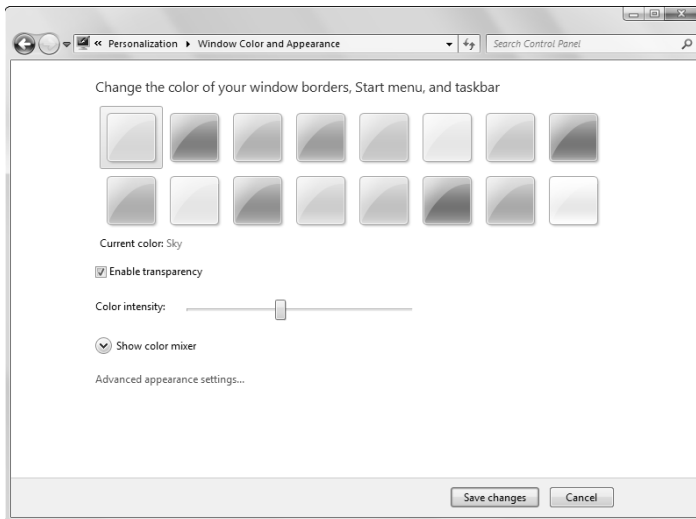 « Personalization ▸ Window Color and Appearance
Search Control Panel
Change the color of your window borders, Start menu, and taskbar
Current color: Sky
Enable transparency
Color intensity:
Show color mixer
Advanced appearance settings...
Save changes
Cancel